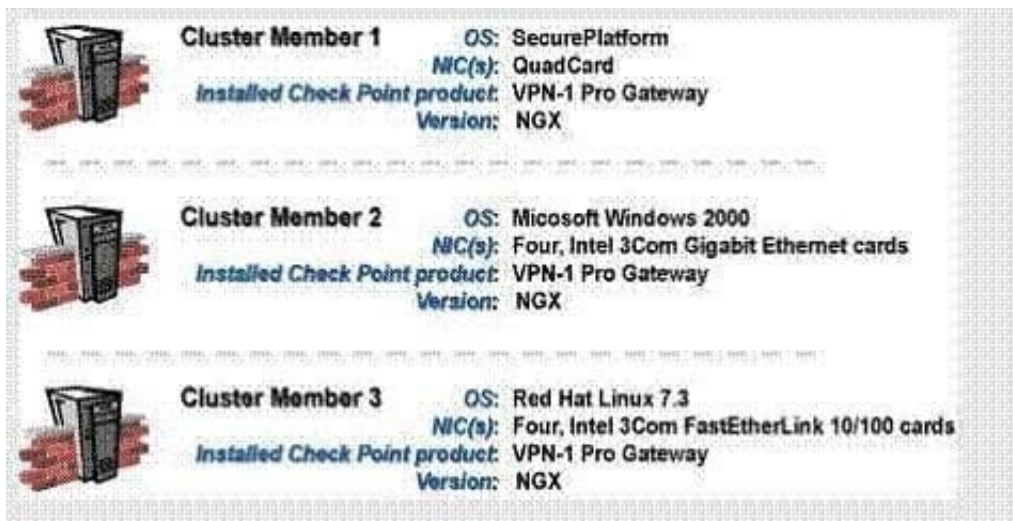 Cluster Member 1 OS: SecurePlatform
NIC(s): QuadCard
Installed Check Point product: VPN-1 Pro Gateway
Version: NGX
Cluster Member 2 OS: Micosoft Windows 2000
NIC(s): Four, Intel 3Com Gigabit Ethernet cards
Installed Check Point product: VPN-1 Pro Gateway
Version: NGX
Cluster Member 3 OS: Red Hat Linux 7.3
NIC(s): Four, Intel 3Com FastEtherLink 10/100 cards
Installed Check Point product: VPN-1 Pro Gateway
Version: NGX